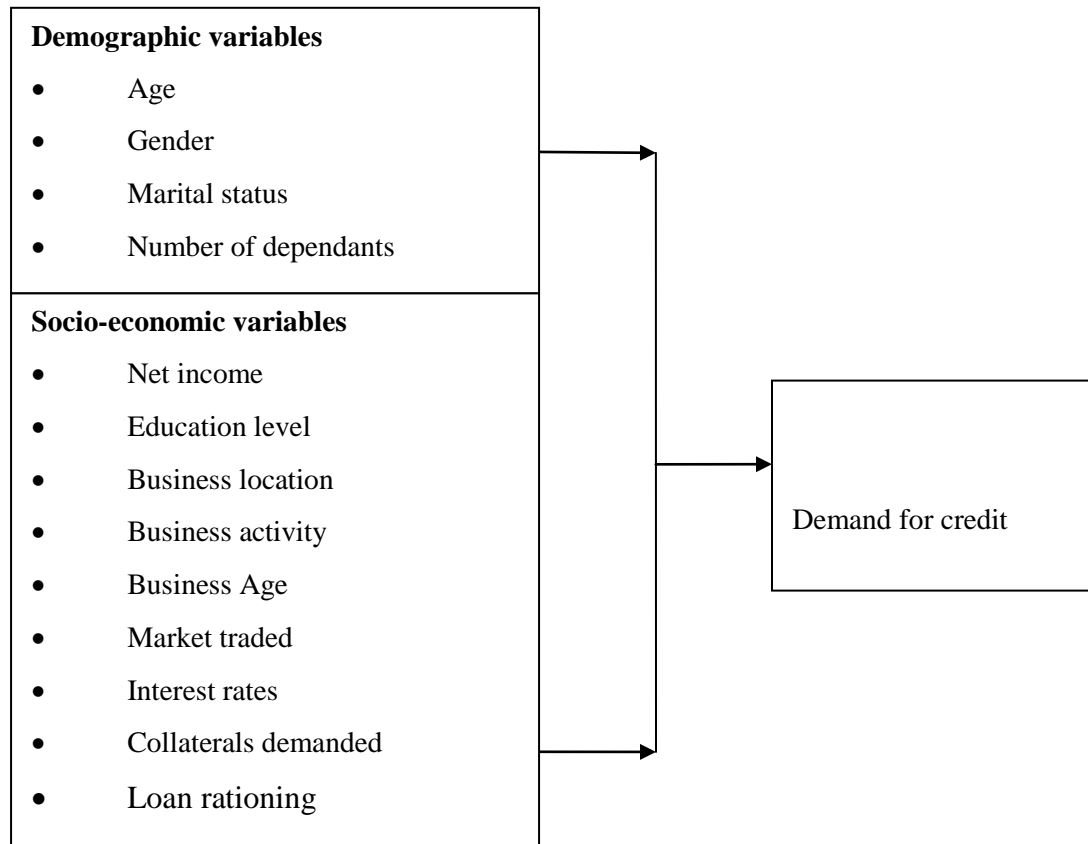 Demographic variables
• Age
• Gender
• Marital status
• Number of dependants
Socio-economic variables
• Net income
• Education level
• Business location
• Business activity
• Business Age
• Market traded
• Interest rates
• Collaterals demanded
• Loan rationing
Demand for credit